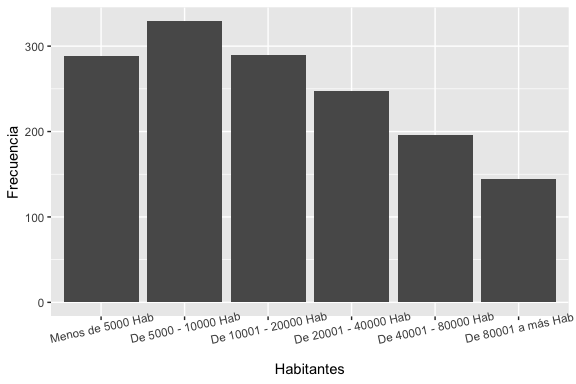 Frecuencia
300
200
100
0
Menos de 5000 Hab
De 5000 - 10000 Hab
De 10001 - 20000 Hab
De 20001 - 40000 Hab
De 40001 - 80000 Hab
De 80001 a más Hab
Habitantes